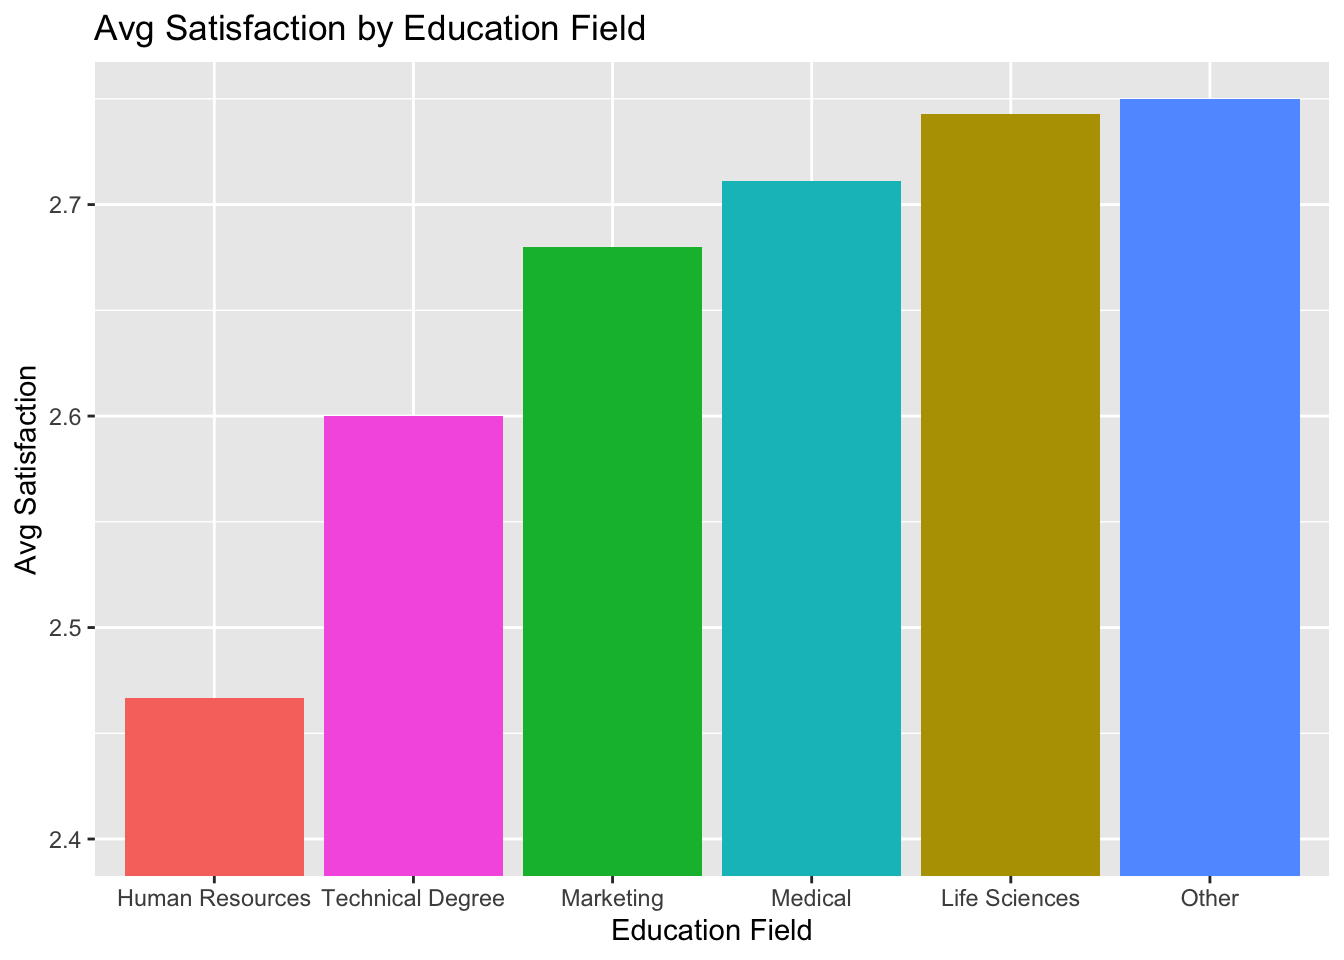 Avg Satisfaction by Education Field
Avg Satisfaction
2.7
2.6
2.5
2.4
Human Resources Technical Degree Marketing Medical Life Sciences Other
Education Field